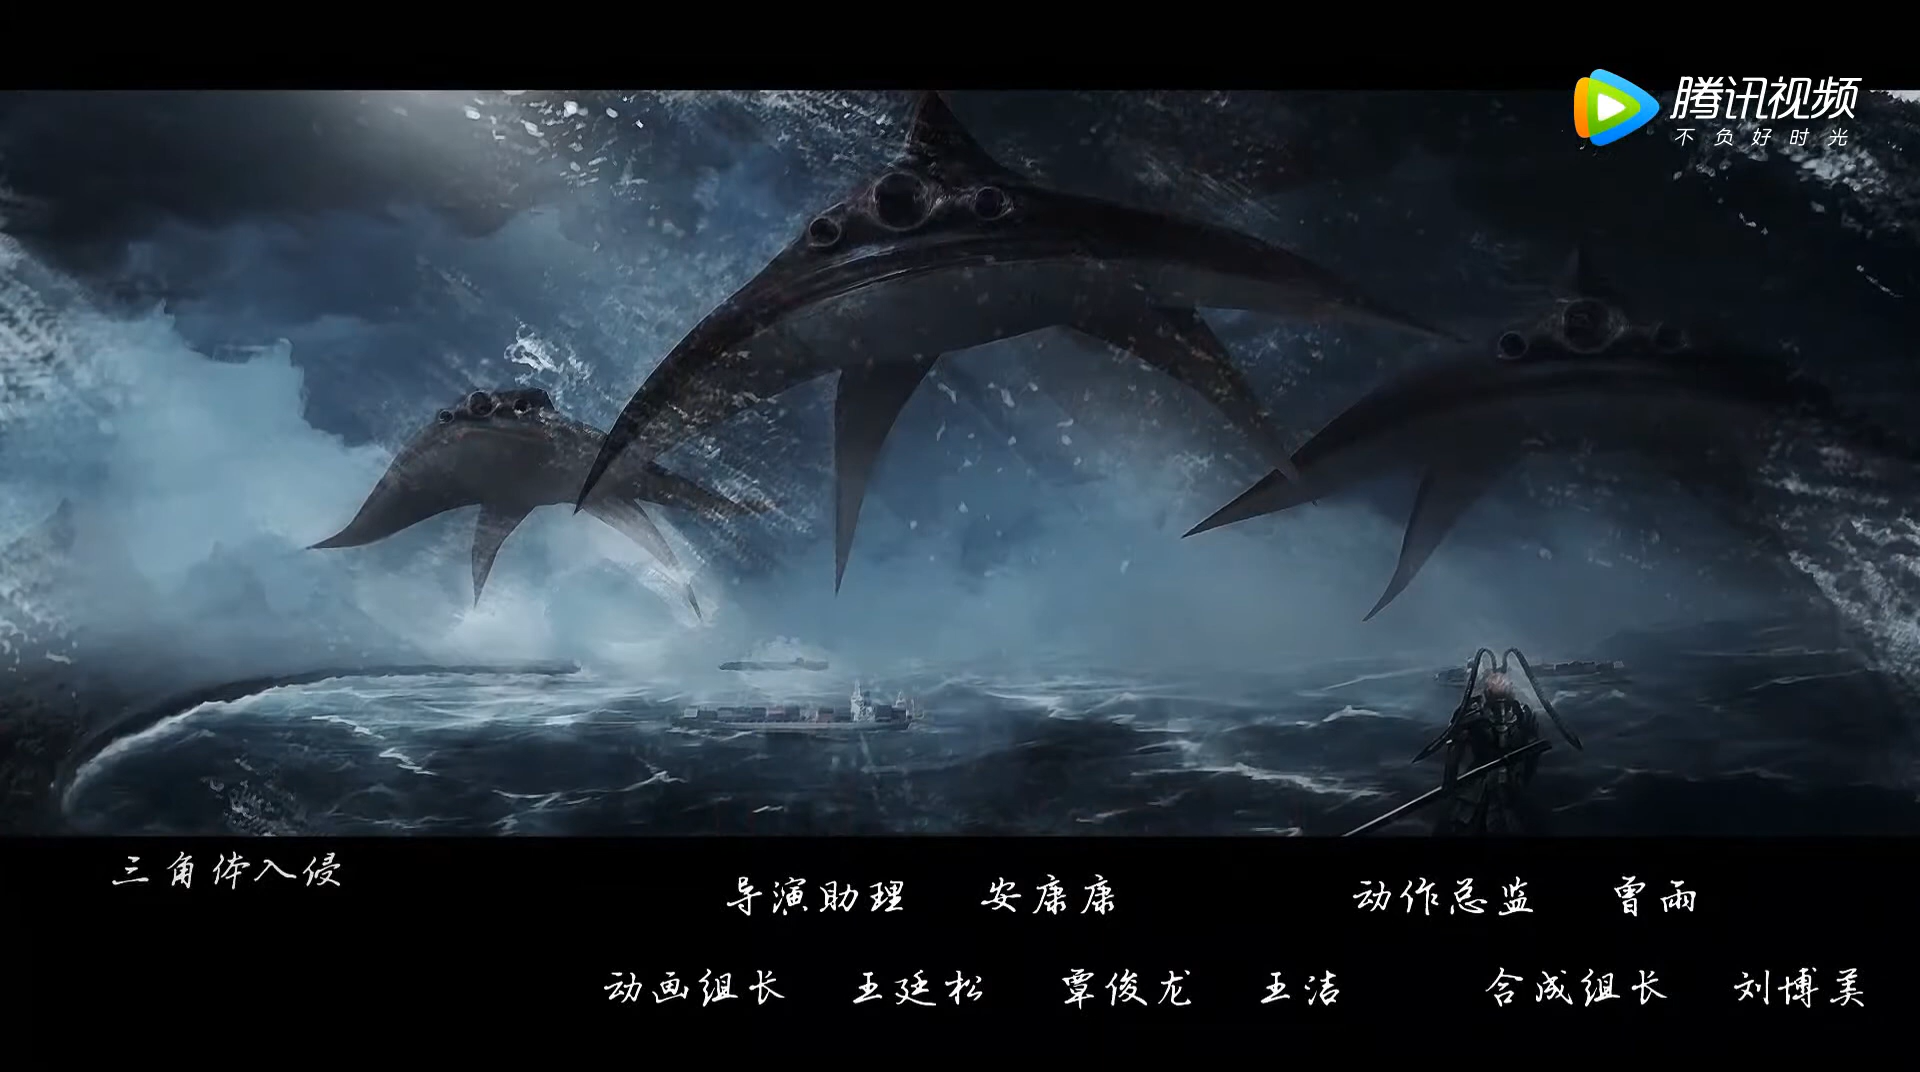 腾讯视频
不负好时光
三角体入侵
导演助理 安康康 动作总监 曾雨
动画组长 王廷松 覃俊龙 王洁 合成组长 刘博美